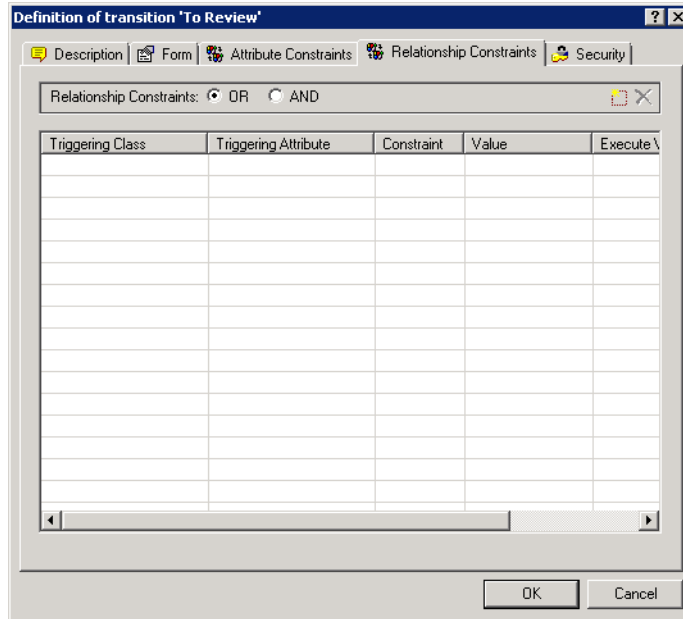 Definition of transition 'To Review'
Description Form Attribute Constraints Relationship Constraints Security
Relationship Constraints: OR AND
Triggering Class Triggering Attribute Constraint Value Execute
OK Cancel